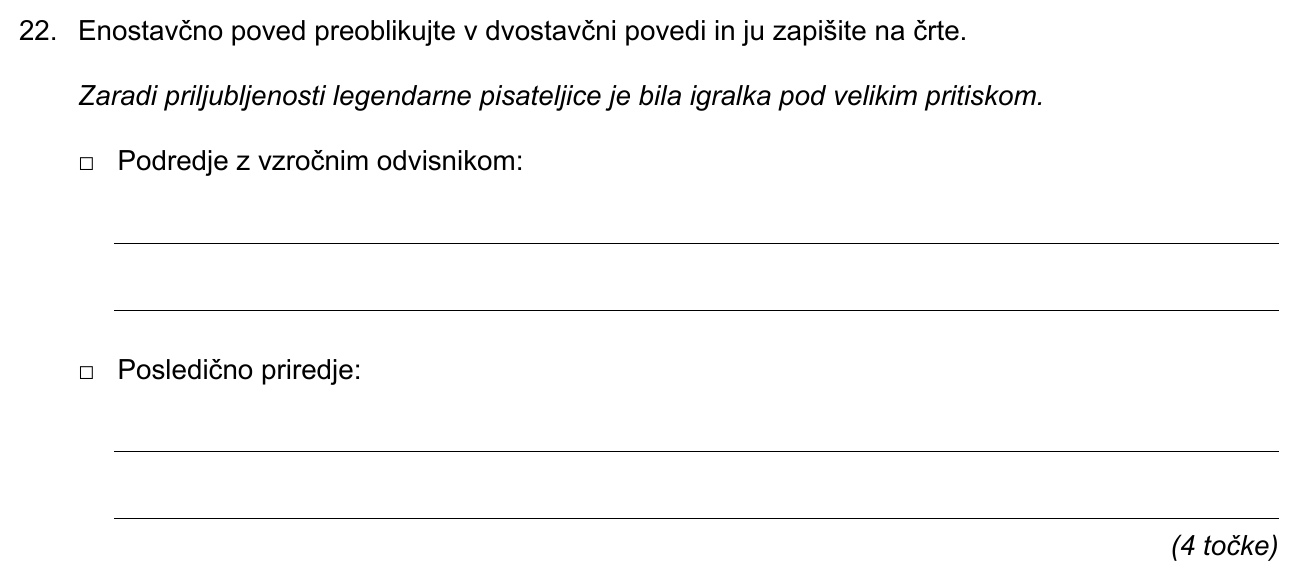 22. Enostavčno poved preoblikujte v dvostavčni povedi in ju zapišite na črte.
Zaradi priljubljenosti legendarne pisateljice je bila igralka pod velikim pritiskom.
□ Podredje z vzročnim odvisnikom:
□ Posledično priredje:
(4 točke)